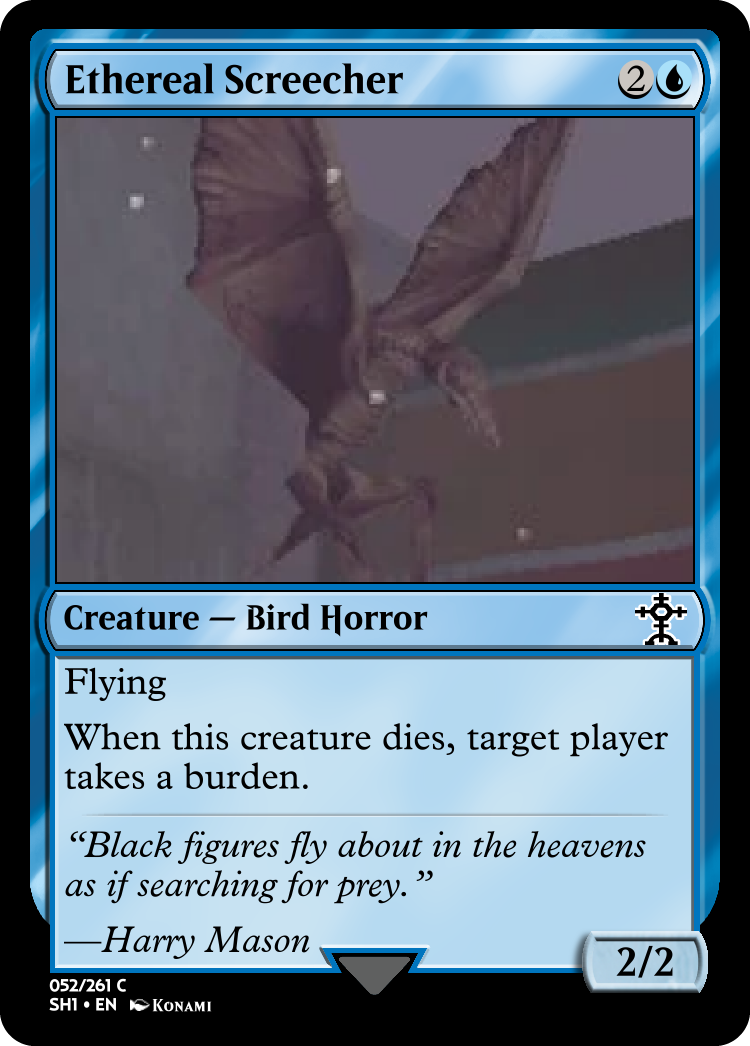 Ethereal Screecher 2
Creature — Bird Horror
Flying
When this creature dies, target player
takes a burden.
“Black figures fly about in the heavens
as if searching for prey.”
—Harry Mason
2/2
052/261 C
SH1 • EN KONAMI